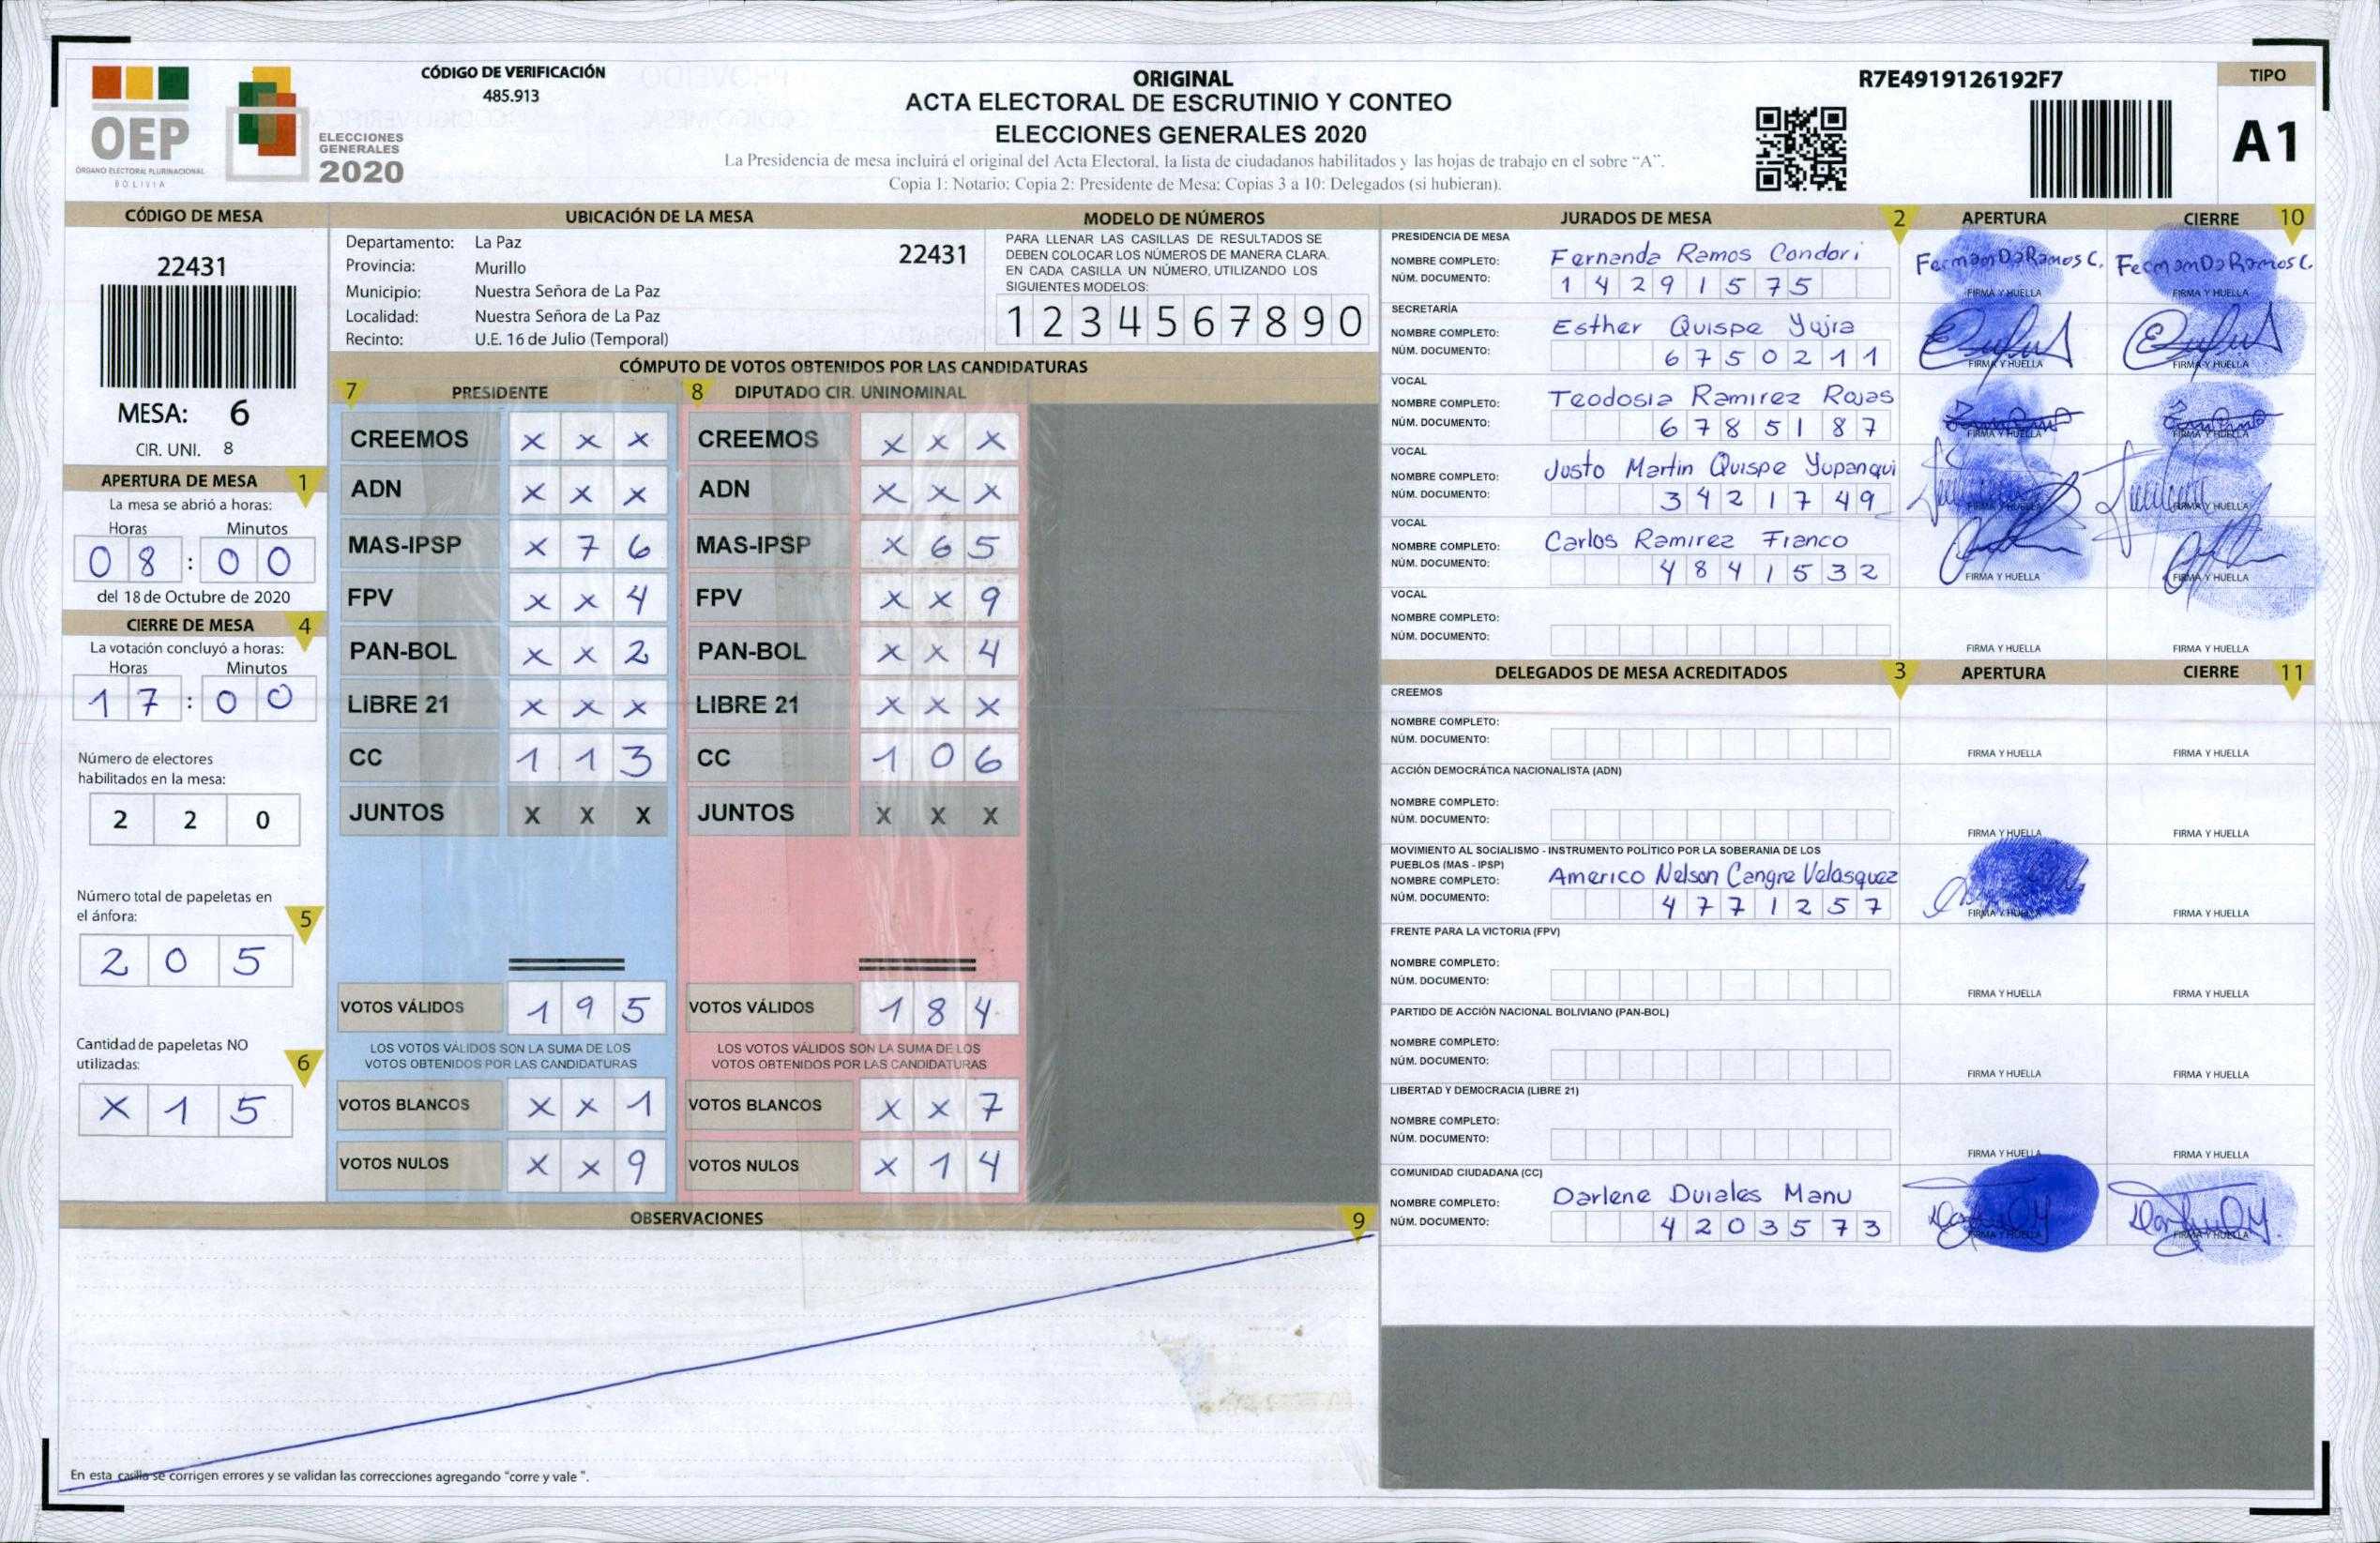 OEP
ÓRGANO ELECTORAL PLURINACIONAL
BOLIVIA
ELECCIONES
GENERALES
2020
CÓDIGO DE VERIFICACIÓN
485.913
ORIGINAL
ACTA ELECTORAL DE ESCRUTINIO Y CONTEO
ELECCIONES GENERALES 2020
La Presidencia de mesa incluirá el original del Acta Electoral, la lista de ciudadanos habilitados y las hojas de trabajo en el sobre "A".
Copia 1: Notario; Copia 2: Presidente de Mesa; Copias 3 a 10: Delegados (si hubieran).
R7E4919126192F7
TIPO
A1
CÓDIGO DE MESA
22431
MESA: 6
CIR. UNI. 8
APERTURA DE MESA 1
La mesa se abrió a horas:
Horas Minutos
08:00
del 18 de Octubre de 2020
CIERRE DE MESA 4
La votación concluyó a horas:
Horas Minutos
17:00
Número de electores
habilitados en la mesa:
2 2 0
Número total de papeletas en
el ánfora:
5
2 0 5
Cantidad de papeletas NO
utilizadas:
6
X 1 5
UBICACIÓN DE LA MESA
Departamento: La Paz
22431
Provincia: Murillo
Municipio: Nuestra Señora de La Paz
Localidad: Nuestra Señora de La Paz
Recinto: U.E. 16 de Julio (Temporal)
MODELO DE NÚMEROS
PARA LLENAR LAS CASILLAS DE RESULTADOS SE
DEBEN COLOCAR LOS NÚMEROS DE MANERA CLARA.
EN CADA CASILLA UN NÚMERO, UTILIZANDO LOS
SIGUIENTES MODELOS:
1 2 3 4 5 6 7 8 9 0
CÓMPUTO DE VOTOS OBTENIDOS POR LAS CANDIDATURAS
7 PRESIDENTE 8 DIPUTADO CIR. UNINOMINAL
CREEMOS X X X CREEMOS X X X
ADN X X X ADN X X X
MAS-IPSP X 7 6 MAS-IPSP X 6 5
FPV X X 4 FPV X X 9
PAN-BOL X X 2 PAN-BOL X X 4
LIBRE 21 X X X LIBRE 21 X X X
CC 1 1 3 CC 1 0 6
JUNTOS X X X JUNTOS X X X
VOTOS VÁLIDOS 1 9 5 VOTOS VÁLIDOS 1 8 4
LOS VOTOS VÁLIDOS SON LA SUMA DE LOS LOS VOTOS VÁLIDOS SON LA SUMA DE LOS
VOTOS OBTENIDOS POR LAS CANDIDATURAS VOTOS OBTENIDOS POR LAS CANDIDATURAS
VOTOS BLANCOS X X 1 VOTOS BLANCOS X X 7
VOTOS NULOS X X 9 VOTOS NULOS X 1 4
OBSERVACIONES 9
En esta casilla se corrigen errores y se validan las correcciones agregando "corre y vale".
JURADOS DE MESA 2 APERTURA CIERRE 10
PRESIDENCIA DE MESA
NOMBRE COMPLETO: Fernanda Ramos Condori FernanDa Ramos C. FernanDa Ramos C.
NÚM. DOCUMENTO: 1 4 2 9 1 5 7 5
FIRMA Y HUELLA FIRMA Y HUELLA
SECRETARÍA
NOMBRE COMPLETO: Esther Quispe Yujra
NÚM. DOCUMENTO: 6 7 5 0 2 1 1
FIRMA Y HUELLA FIRMA Y HUELLA
VOCAL
NOMBRE COMPLETO: Teodosia Ramirez Rojas
NÚM. DOCUMENTO: 6 7 8 5 1 8 7
FIRMA Y HUELLA FIRMA Y HUELLA
VOCAL
NOMBRE COMPLETO: Justo Martin Quispe Yupanqui
NÚM. DOCUMENTO: 3 4 2 1 7 4 9
FIRMA Y HUELLA FIRMA Y HUELLA
VOCAL
NOMBRE COMPLETO: Carlos Ramirez Franco
NÚM. DOCUMENTO: 4 8 4 1 5 3 2
FIRMA Y HUELLA FIRMA Y HUELLA
VOCAL
NOMBRE COMPLETO:
NÚM. DOCUMENTO:
FIRMA Y HUELLA FIRMA Y HUELLA
DELEGADOS DE MESA ACREDITADOS 3 APERTURA CIERRE 11
CREEMOS
NOMBRE COMPLETO:
NÚM. DOCUMENTO:
FIRMA Y HUELLA FIRMA Y HUELLA
ACCIÓN DEMOCRÁTICA NACIONALISTA (ADN)
NOMBRE COMPLETO:
NÚM. DOCUMENTO:
FIRMA Y HUELLA FIRMA Y HUELLA
MOVIMIENTO AL SOCIALISMO - INSTRUMENTO POLÍTICO POR LA SOBERANIA DE LOS
PUEBLOS (MAS - IPSP)
NOMBRE COMPLETO: Americo Nelson Cangre Velasquez
NÚM. DOCUMENTO: 4 7 7 1 2 5 7
FIRMA Y HUELLA FIRMA Y HUELLA
FRENTE PARA LA VICTORIA (FPV)
NOMBRE COMPLETO:
NÚM. DOCUMENTO:
FIRMA Y HUELLA FIRMA Y HUELLA
PARTIDO DE ACCIÓN NACIONAL BOLIVIANO (PAN-BOL)
NOMBRE COMPLETO:
NÚM. DOCUMENTO:
FIRMA Y HUELLA FIRMA Y HUELLA
LIBERTAD Y DEMOCRACIA (LIBRE 21)
NOMBRE COMPLETO:
NÚM. DOCUMENTO:
FIRMA Y HUELLA FIRMA Y HUELLA
COMUNIDAD CIUDADANA (CC)
NOMBRE COMPLETO: Darlene Duiales Manu
NÚM. DOCUMENTO: 4 2 0 3 5 7 3
FIRMA Y HUELLA FIRMA Y HUELLA